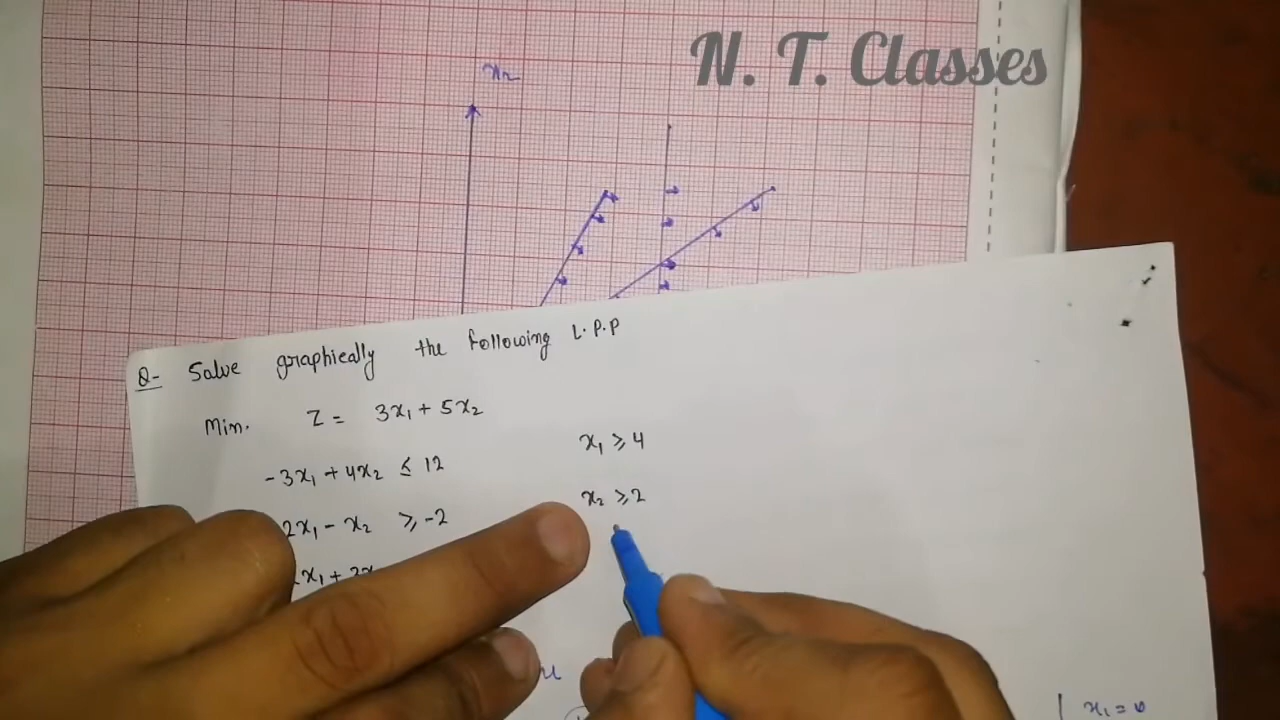 N. T. Classes
x₂
Q- Solve graphically the following L.P.P
Min. Z = 3x₁ + 5x₂
-3x₁ + 4x₂ ≤ 12
x₁ ≥ 4
2x₁ - x₂ ≥ -2
x₂ ≥ 2
x₁ = 0